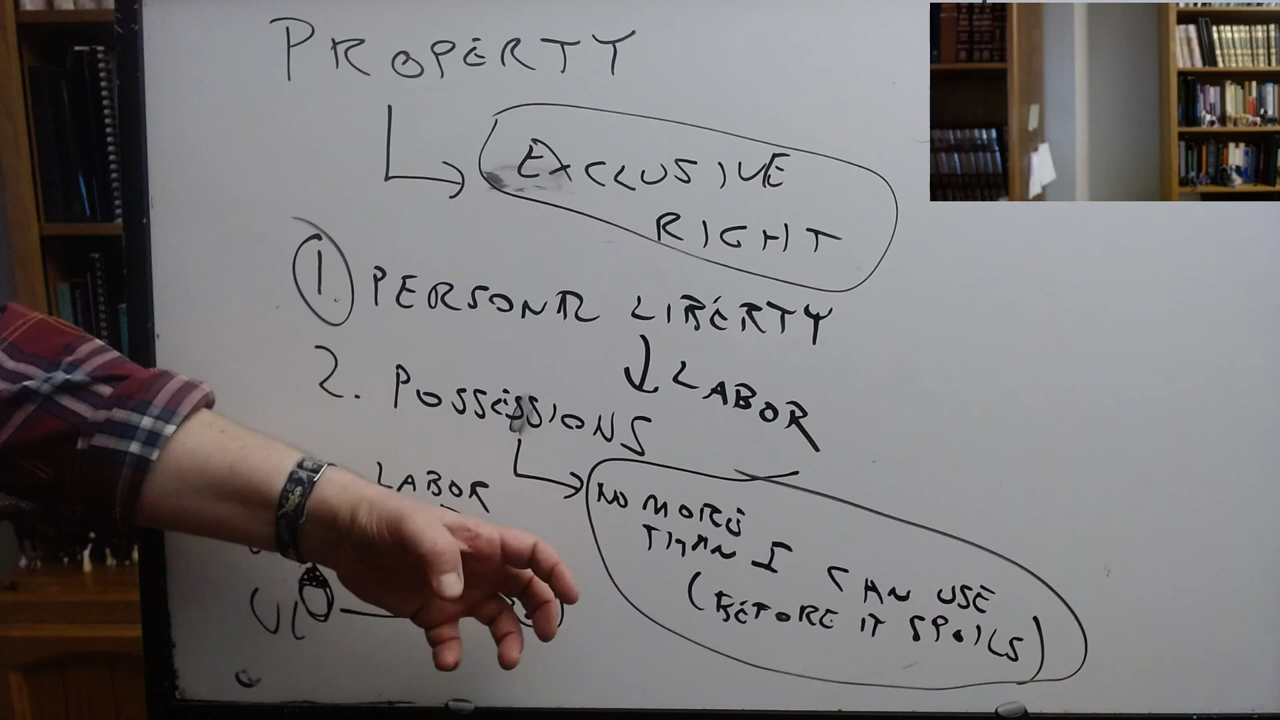 PROPERTY
EXCLUSIVE
RIGHT
1. PERSONAL LIBERTY
LABOR
2. POSSESSIONS
LABOR
NO MORE
THAN I CAN USE
(BEFORE IT SPOILS)